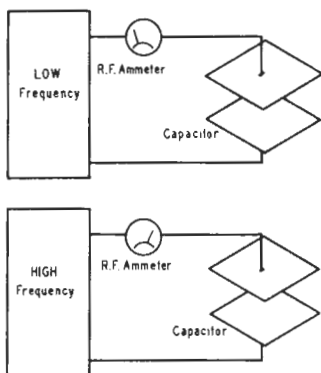 LOW
Frequency
R.F. Ammeter
Capacitor
HIGH
Frequency
R.F. Ammeter
Capacitor